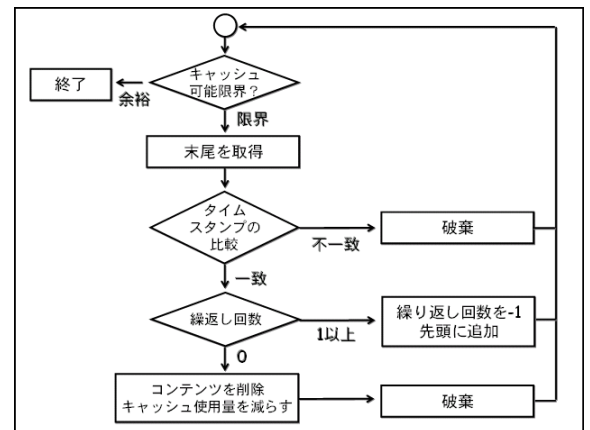 キャッシュ
可能限界？
終了
余裕
限界
末尾を取得
タイム
スタンプの
比較
不一致
破棄
一致
繰返し回数
1以上
繰り返し回数を-1
先頭に追加
0
コンテンツを削除
キャッシュ使用量を減らす
破棄